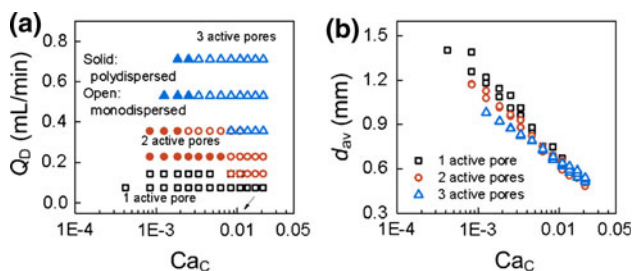 (a)
3 active pores
Solid:
polydispersed
Open:
monodispersed
2 active pores
1 active pore
Q_D (mL/min)
0.8
0.6
0.4
0.2
0.0
1E-4
1E-3
0.01
0.05
Ca_C
(b)
d_av (mm)
1.5
1.2
0.9
0.6
0.3
1 active pore
2 active pores
3 active pores
1E-4
1E-3
0.01
0.05
Ca_C